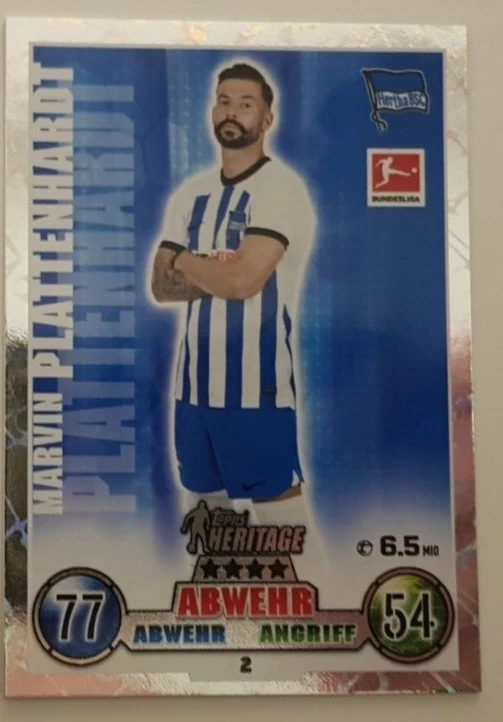 Hertha BSC
BUNDESLIGA
MARVIN PLATTENHARDT
PLATTENHARDT
TOPPS
HERITAGE
6.5 MIO
77
ABWEHR
54
ABWEHR
ANGRIFF
2